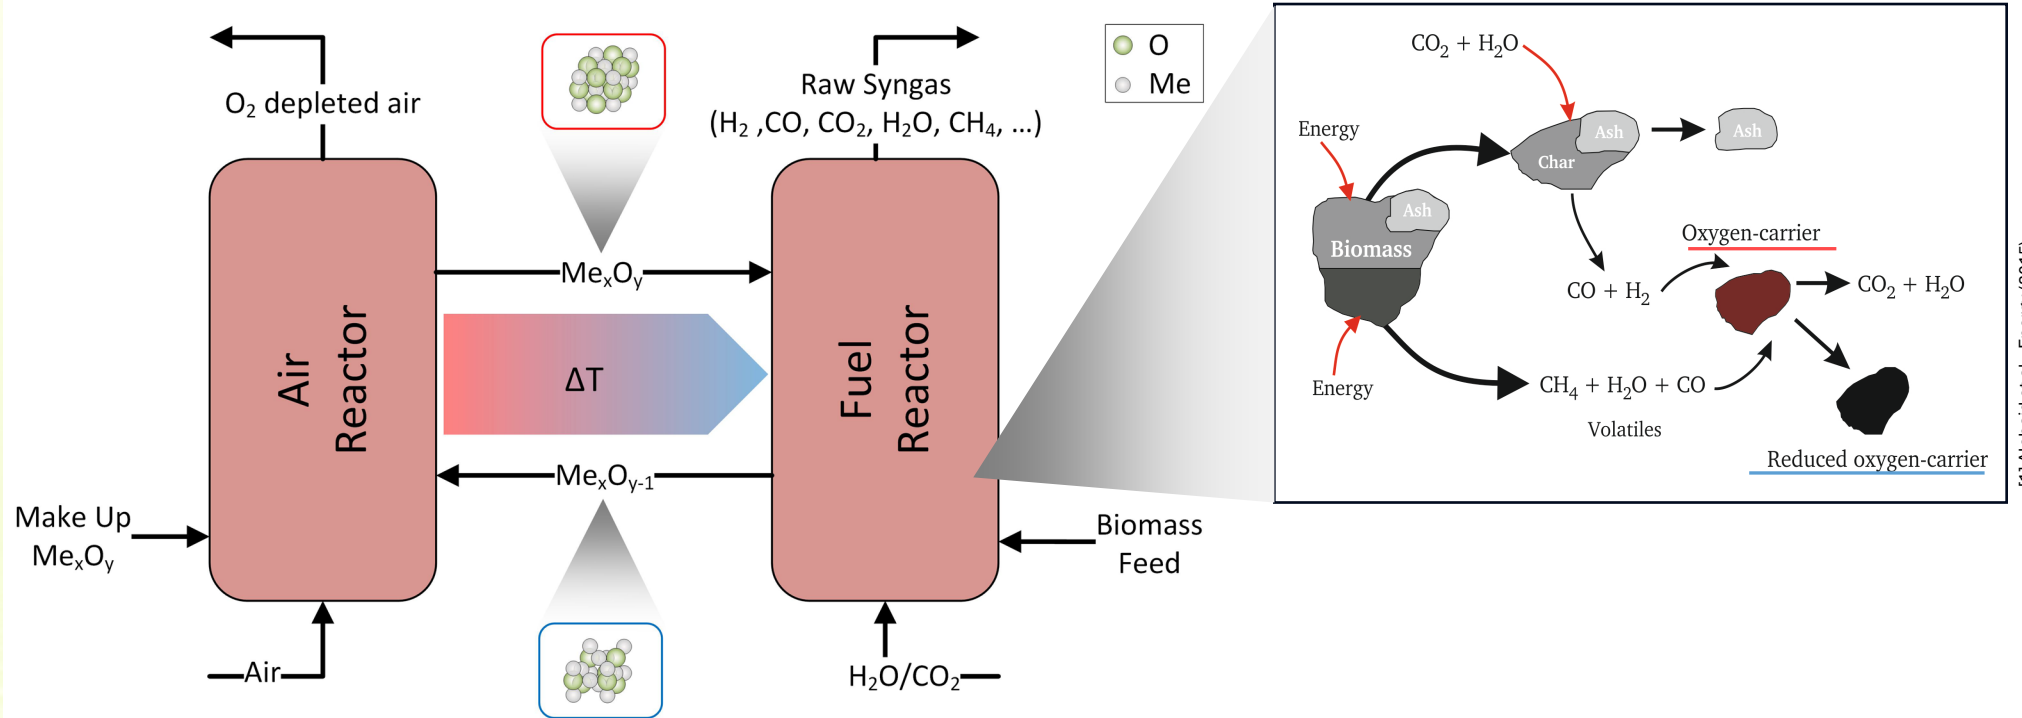 O₂ depleted air
Air
Reactor
Make Up
MeₓOᵧ
Air
MeₓOᵧ
ΔT
MeₓOᵧ₋₁
Raw Syngas
(H₂ ,CO, CO₂, H₂O, CH₄, ...)
Fuel
Reactor
Biomass
Feed
H₂O/CO₂
O
Me
CO₂ + H₂O
Energy
Ash
Char
Ash
Ash
Biomass
Energy
CO + H₂
Oxygen-carrier
CO₂ + H₂O
CH₄ + H₂O + CO
Volatiles
Reduced oxygen-carrier